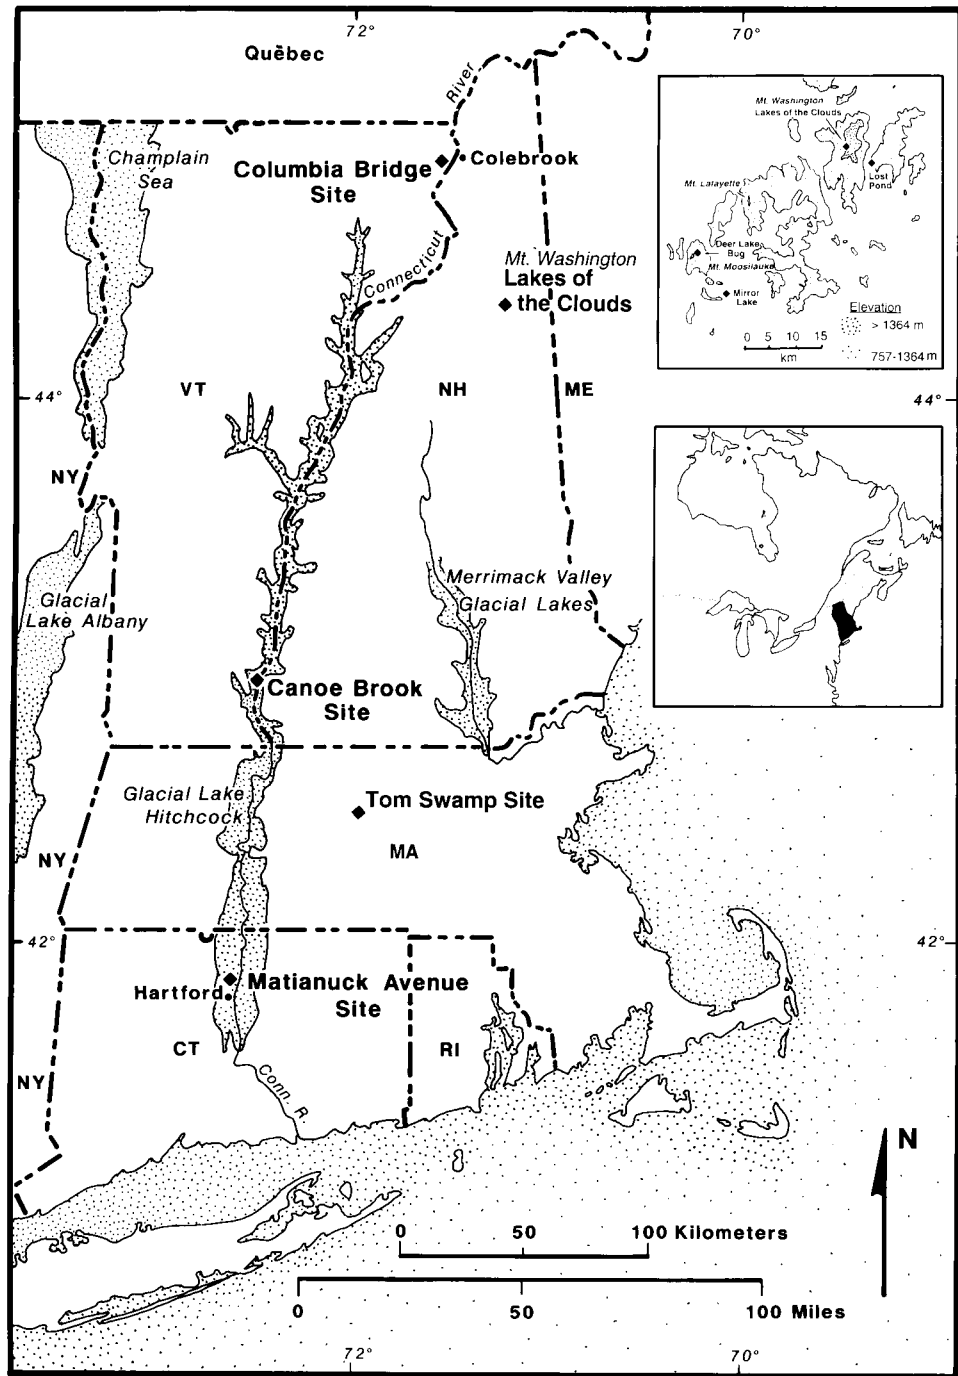 72°
70°
Québec
River
Champlain
Sea
Columbia Bridge
Site
Colebrook
Connecticut
Mt. Washington
Lakes of
the Clouds
VT
NH
ME
44°
44°
NY
Glacial
Lake Albany
Merrimack Valley
Glacial Lakes
Canoe Brook
Site
Glacial Lake
Hitchcock
Tom Swamp Site
MA
NY
42°
42°
Matianuck Avenue
Site
Hartford
CT
RI
NY
Conn. R.
N
0 50 100 Kilometers
0 50 100 Miles
72°
70°
Mt. Washington
Lakes of the Clouds
Lost
Pond
Mt. Lafayette
Deer Lake
Bug
Mt. Moosilauke
Mirror
Lake
Elevation
> 1364 m
757-1364 m
0 5 10 15
km